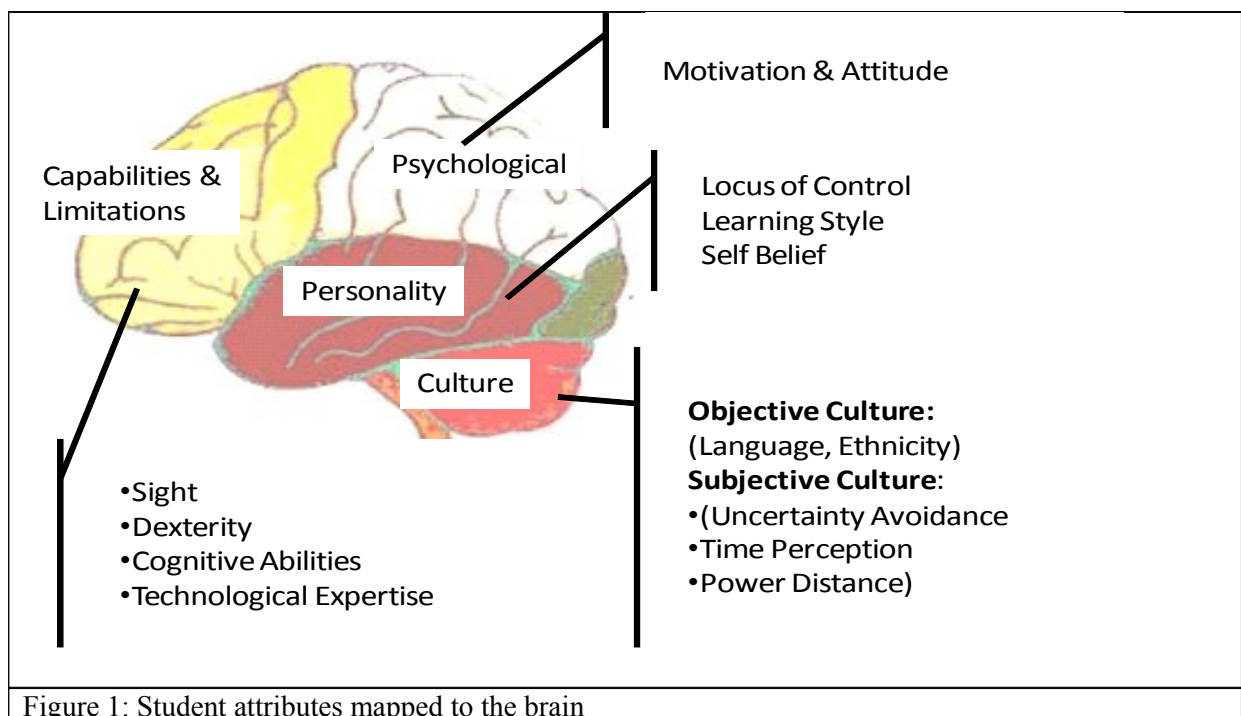 Motivation & Attitude
Psychological
Capabilities &
Limitations
Locus of Control
Learning Style
Self Belief
Personality
Culture
Objective Culture:
(Language, Ethnicity)
Subjective Culture:
•(Uncertainty Avoidance
•Time Perception
•Power Distance)
•Sight
•Dexterity
•Cognitive Abilities
•Technological Expertise
Figure 1: Student attributes mapped to the brain